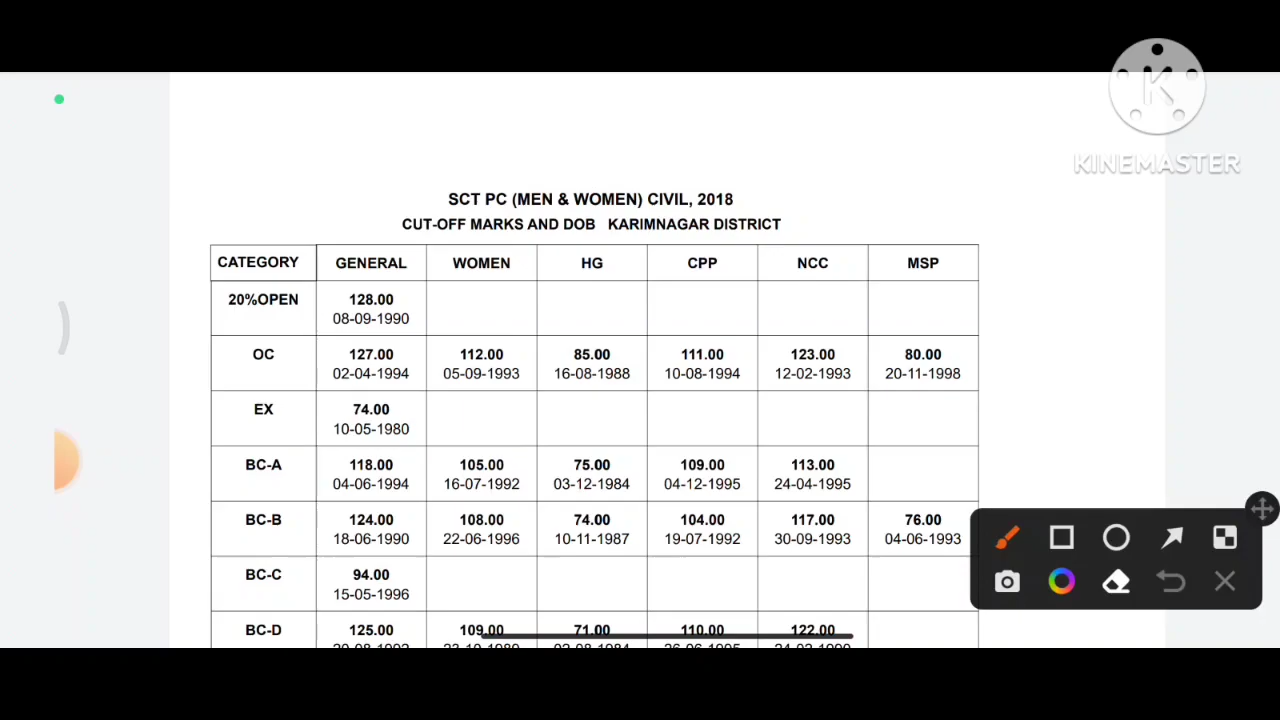 KINEMASTER
SCT PC (MEN & WOMEN) CIVIL, 2018
CUT-OFF MARKS AND DOB KARIMNAGAR DISTRICT
CATEGORY GENERAL WOMEN HG CPP NCC MSP
20%OPEN 128.00
08-09-1990
OC 127.00 112.00 85.00 111.00 123.00 80.00
02-04-1994 05-09-1993 16-08-1988 10-08-1994 12-02-1993 20-11-1998
EX 74.00
10-05-1980
BC-A 118.00 105.00 75.00 109.00 113.00
04-06-1994 16-07-1992 03-12-1984 04-12-1995 24-04-1995
BC-B 124.00 108.00 74.00 104.00 117.00 76.00
18-06-1990 22-06-1996 10-11-1987 19-07-1992 30-09-1993 04-06-1993
BC-C 94.00
15-05-1996
BC-D 125.00 109.00 71.00 110.00 122.00